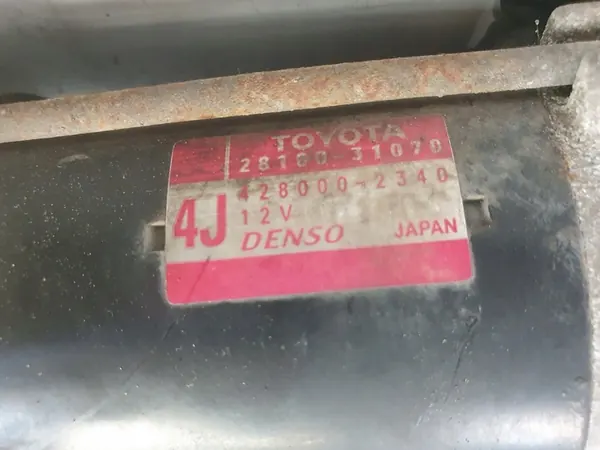 TOYOTA
28100-31070
428000-2340
4J
12V
DENSO
JAPAN